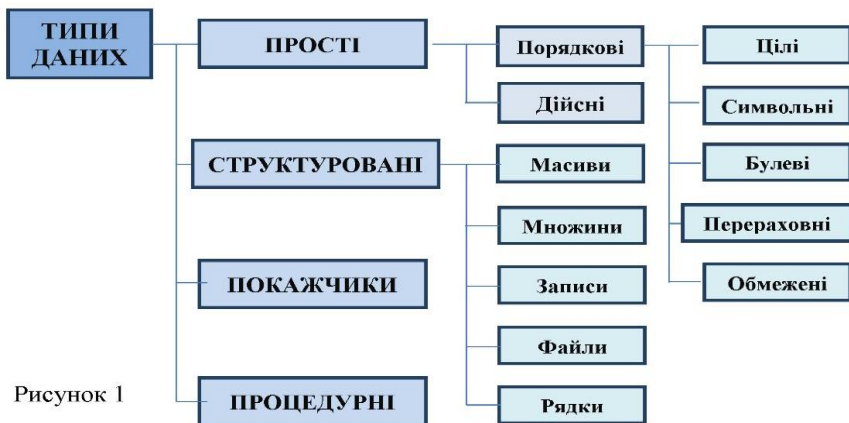 ТИПИ
ДАНИХ
ПРОСТІ
Порядкові
Цілі
Дійсні
Символьні
СТРУКТУРОВАНІ
Масиви
Булеві
Множини
Перераховні
ПОКАЖЧИКИ
Записи
Обмежені
Файли
Рисунок 1
ПРОЦЕДУРНІ
Рядки